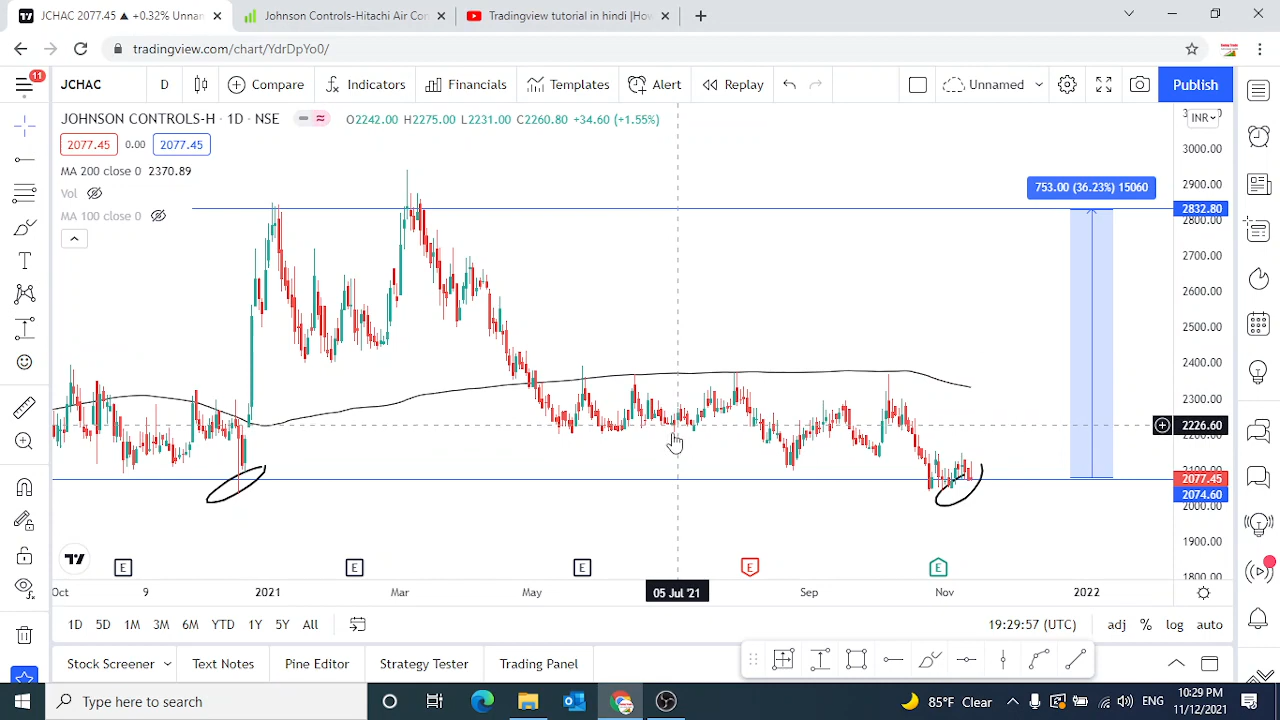 JCHAC 2077.45 ▲ +0.32% Unnar
Johnson Controls-Hitachi Air Con
Tradingview tutorial in hindi |Hov
tradingview.com/chart/YdrDpYo0/
11
JCHAC
D
Compare
Indicators
Financials
Templates
Alert
Replay
Unnamed
Publish
JOHNSON CONTROLS-H · 1D · NSE
O2242.00 H2275.00 L2231.00 C2260.80 +34.60 (+1.55%)
INR
2077.45 0.00 2077.45
MA 200 close 0 2370.89
Vol
MA 100 close 0
753.00 (36.23%) 15060
3000.00
2900.00
2832.80
2800.00
2700.00
2600.00
2500.00
2400.00
2300.00
2226.60
2200.00
2100.00
2077.45
2074.60
2000.00
1900.00
1800.00
E E E E E
Oct 9 2021 Mar May 05 Jul '21 Sep Nov 2022
1D 5D 1M 3M 6M YTD 1Y 5Y All
19:29:57 (UTC) adj % log auto
Stock Screener Text Notes Pine Editor Strategy Tester Trading Panel
Type here to search
85°F Clear
ENG
10:29 PM
11/12/2021